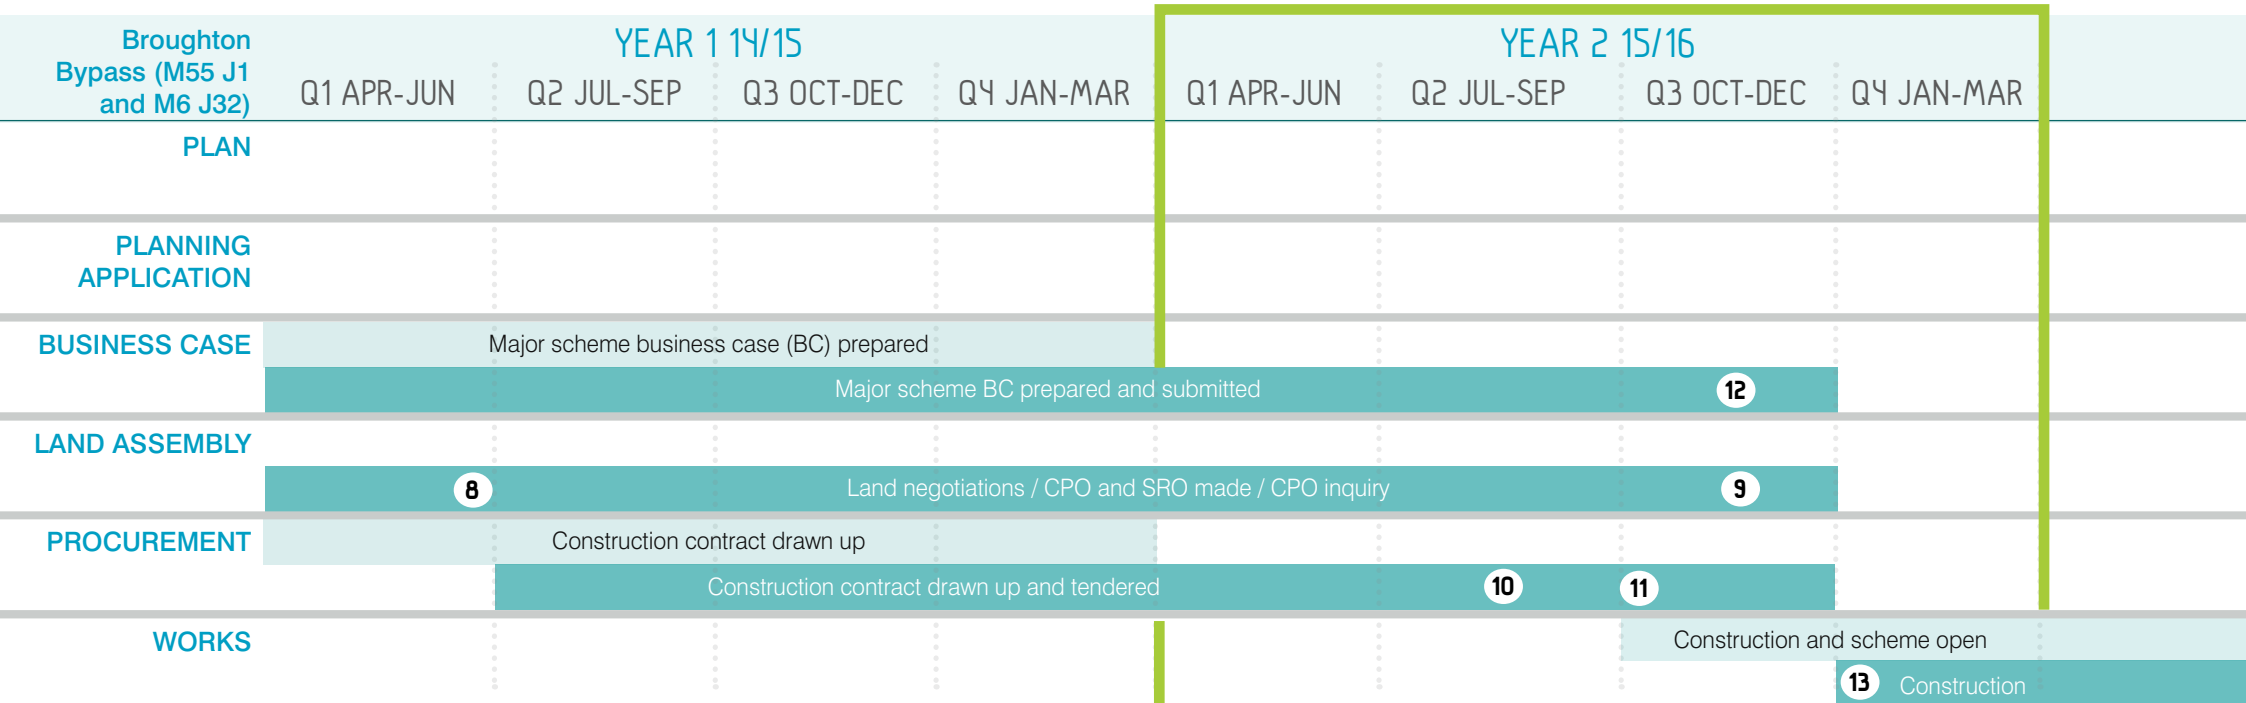 Broughton
Bypass (M55 J1
and M6 J32)
YEAR 1 14/15
YEAR 2 15/16
Q1 APR-JUN
Q2 JUL-SEP
Q3 OCT-DEC
Q4 JAN-MAR
Q1 APR-JUN
Q2 JUL-SEP
Q3 OCT-DEC
Q4 JAN-MAR
PLAN
PLANNING
APPLICATION
BUSINESS CASE
Major scheme business case (BC) prepared
Major scheme BC prepared and submitted
12
LAND ASSEMBLY
8
Land negotiations / CPO and SRO made / CPO inquiry
9
PROCUREMENT
Construction contract drawn up
Construction contract drawn up and tendered
10
11
WORKS
Construction and scheme open
13
Construction